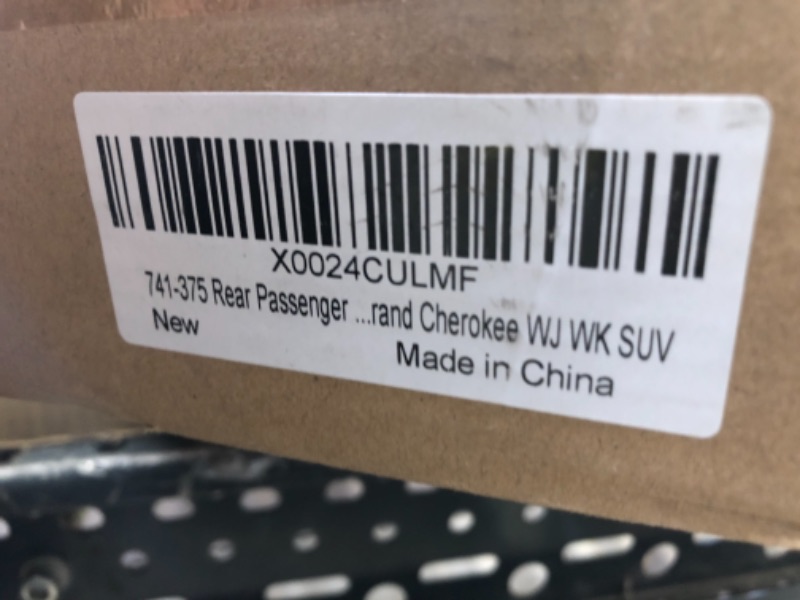 X0024CULMF
741-375 Rear Passenger ...rand Cherokee WJ WK SUV
New
Made in China